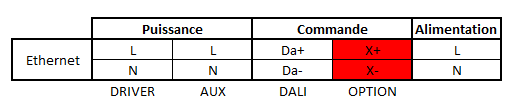 Puissance Commande Alimentation
Ethernet L L Da+ X+ L
N N Da- X- N
DRIVER AUX DALI OPTION